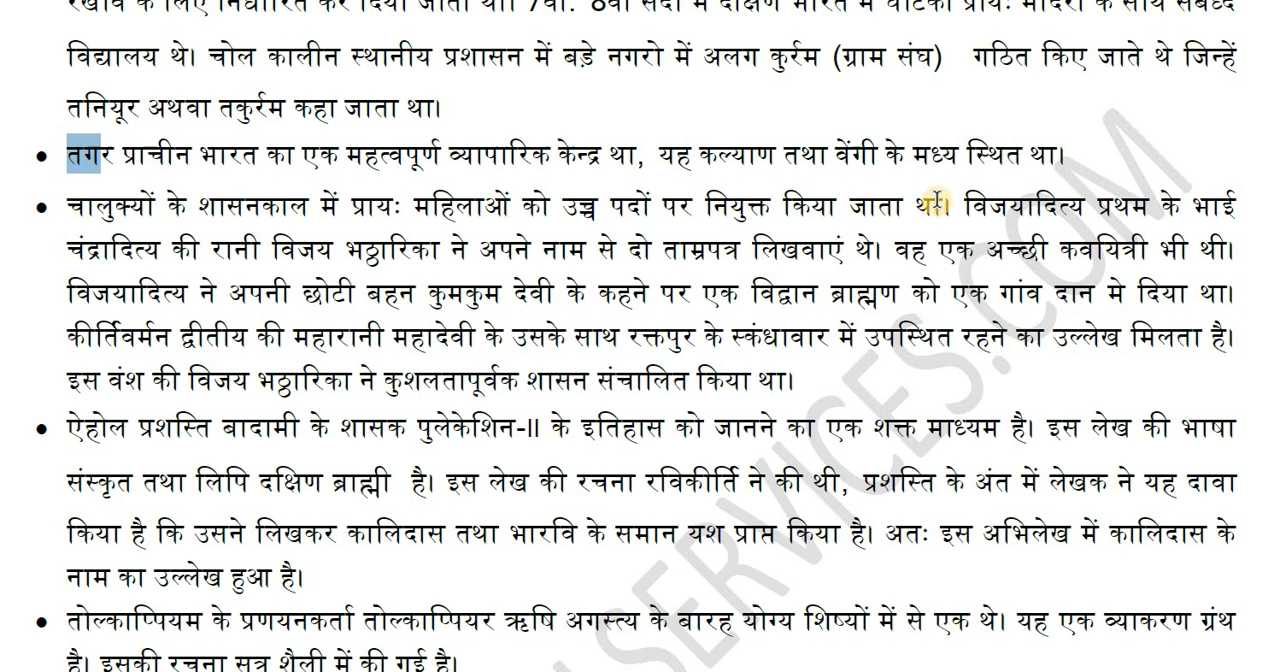 रखाव के लिए निर्धारित कर दिया जाता था। 7वीं. 8वीं सदी में दक्षिण भारत में घटिका प्रायः मंदिरों के साथ संबध्द
विद्यालय थे। चोल कालीन स्थानीय प्रशासन में बड़े नगरो में अलग कुर्रम (ग्राम संघ) गठित किए जाते थे जिन्हें
तनियूर अथवा तकुर्रम कहा जाता था।
• तगर प्राचीन भारत का एक महत्वपूर्ण व्यापारिक केन्द्र था, यह कल्याण तथा वेंगी के मध्य स्थित था।
• चालुक्यों के शासनकाल में प्रायः महिलाओं को उच्च पदों पर नियुक्त किया जाता था। विजयादित्य प्रथम के भाई
चंद्रादित्य की रानी विजय भठ्ठारिका ने अपने नाम से दो ताम्रपत्र लिखवाएं थे। वह एक अच्छी कवयित्री भी थी।
विजयादित्य ने अपनी छोटी बहन कुमकुम देवी के कहने पर एक विद्वान ब्राह्मण को एक गांव दान मे दिया था।
कीर्तिवर्मन द्वितीय की महारानी महादेवी के उसके साथ रक्तपुर के स्कंधावार में उपस्थित रहने का उल्लेख मिलता है।
इस वंश की विजय भठ्ठारिका ने कुशलतापूर्वक शासन संचालित किया था।
• ऐहोल प्रशस्ति बादामी के शासक पुलेकेशिन-II के इतिहास को जानने का एक शक्त माध्यम है। इस लेख की भाषा
संस्कृत तथा लिपि दक्षिण ब्राह्मी है। इस लेख की रचना रविकीर्ति ने की थी, प्रशस्ति के अंत में लेखक ने यह दावा
किया है कि उसने लिखकर कालिदास तथा भारवि के समान यश प्राप्त किया है। अतः इस अभिलेख में कालिदास के
नाम का उल्लेख हुआ है।
• तोल्काप्पियम के प्रणयनकर्ता तोल्काप्पियर ऋषि अगस्त्य के बारह योग्य शिष्यों में से एक थे। यह एक व्याकरण ग्रंथ
है। इसकी रचना सूत्र शैली में की गई है।
SERVICES.COM